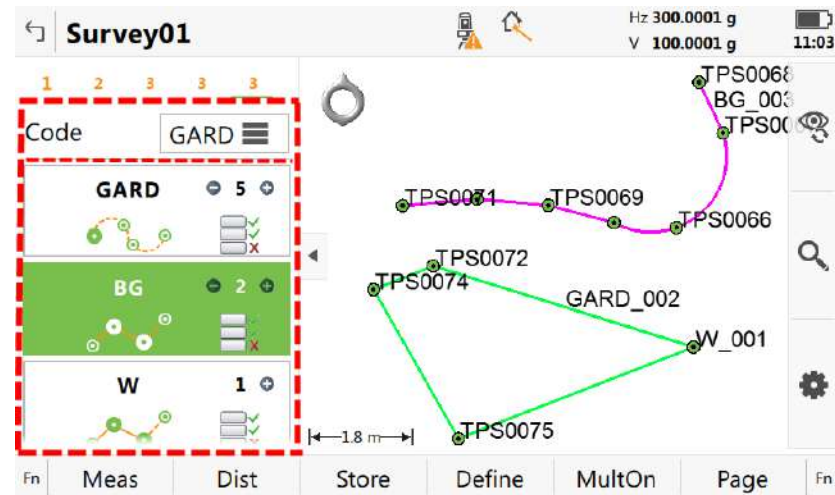 Survey01
Hz 300.0001 g
V 100.0001 g
11:03
1 2 3 3 3
Code GARD
GARD 5
BG 2
W 1
TPS0068
BG_003
TPS00
TPS0071
TPS0069
TPS0066
TPS0072
TPS0074
GARD_002
W_001
TPS0075
1.8 m
Fn Meas Dist Store Define MultOn Page Fn